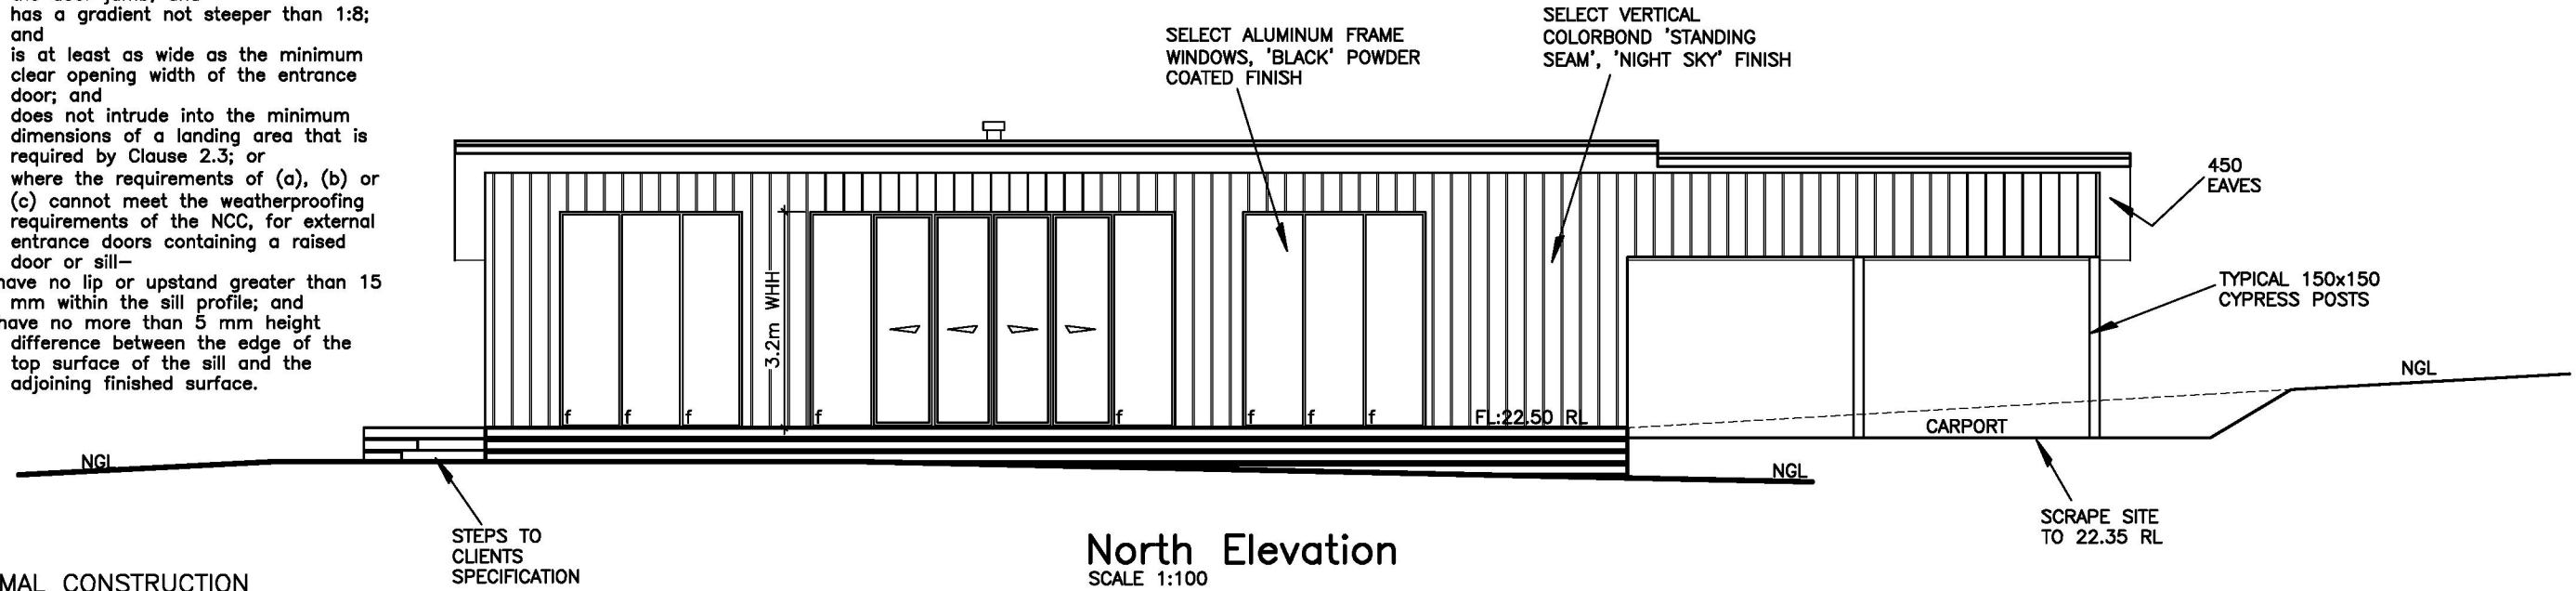 has a gradient not steeper than 1:8;
and
is at least as wide as the minimum
clear opening width of the entrance
door; and
does not intrude into the minimum
dimensions of a landing area that is
required by Clause 2.3; or
where the requirements of (a), (b) or
(c) cannot meet the weatherproofing
requirements of the NCC, for external
entrance doors containing a raised
door or sill—
have no lip or upstand greater than 15
mm within the sill profile; and
have no more than 5 mm height
difference between the edge of the
top surface of the sill and the
adjoining finished surface.
SELECT ALUMINUM FRAME
WINDOWS, 'BLACK' POWDER
COATED FINISH
SELECT VERTICAL
COLORBOND 'STANDING
SEAM', 'NIGHT SKY' FINISH
450
EAVES
TYPICAL 150x150
CYPRESS POSTS
3.2m WHH
f
f
f
f
f
f
f
f
FL:22.50 RL
CARPORT
NGL
NGL
NGL
STEPS TO
CLIENTS
SPECIFICATION
SCRAPE SITE
TO 22.35 RL
North Elevation
SCALE 1:100
MAL CONSTRUCTION